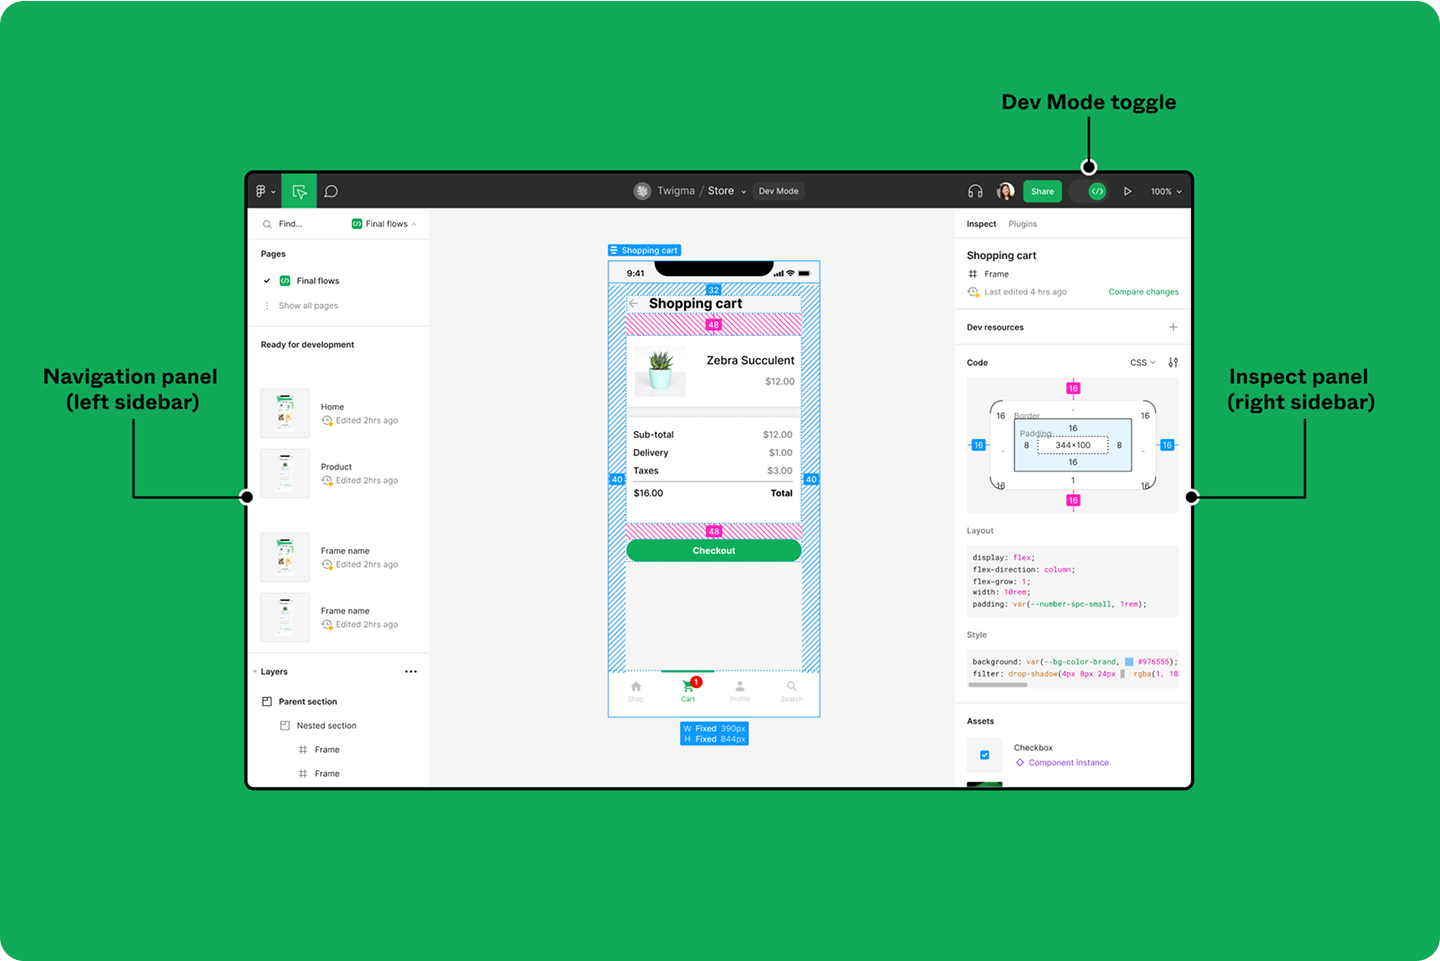 Dev Mode toggle
Twigma / Store
Dev Mode
Share
100%
Find...
Final flows
Pages
Final flows
Show all pages
Ready for development
Home
Edited 2hrs ago
Product
Edited 2hrs ago
Frame name
Edited 2hrs ago
Frame name
Edited 2hrs ago
Layers
Parent section
Nested section
Frame
Frame
Navigation panel
(left sidebar)
Shopping cart
9:41
32
Shopping cart
48
Zebra Succulent
$12.00
Sub-total $12.00
Delivery $1.00
Taxes $3.00
40
40
$16.00 Total
48
Checkout
1
Shop
Cart
Profile
Search
W Fixed 390px
H Fixed 844px
Inspect Plugins
Shopping cart
Frame
Last edited 4 hrs ago
Compare changes
Dev resources
Code
CSS
16
-
16 Border 16
Padding 16
16 - 8 344×100 8 - 16
16
16 1 16
16
Layout
display: flex;
flex-direction: column;
flex-grow: 1;
width: 10rem;
padding: var(--number-spc-small, 1rem);
Style
background: var(--bg-color-brand, #976555);
filter: drop-shadow(4px 8px 24px rgba(1, 18
Assets
Checkbox
Component instance
Inspect panel
(right sidebar)